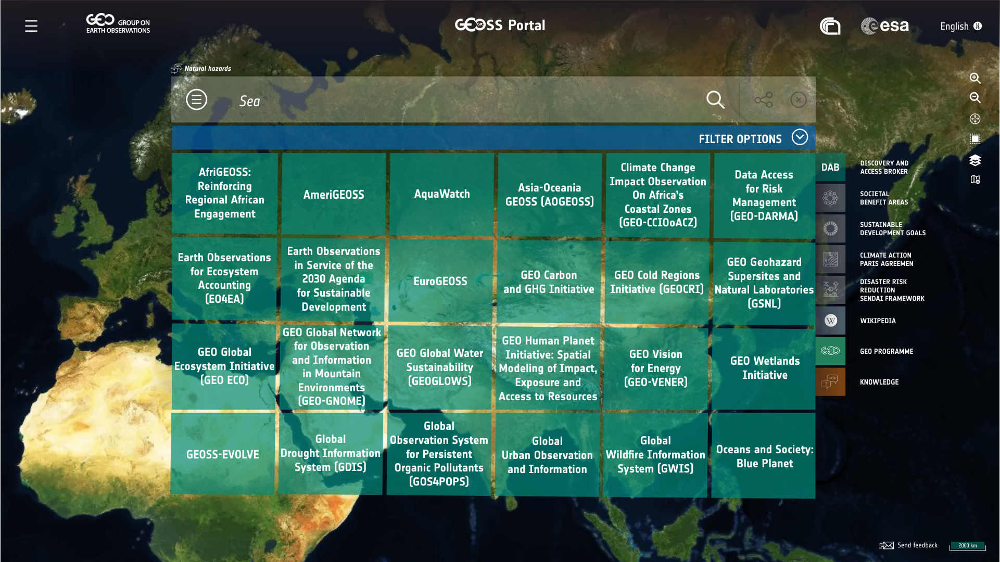 GEO GROUP ON
EARTH OBSERVATIONS
GEOSS Portal
esa
English
Natural hazards
Sea
FILTER OPTIONS
AfriGEOSS:
Reinforcing
Regional African
Engagement
AmeriGEOSS
AquaWatch
Asia-Oceania
GEOSS (AOGEOSS)
Climate Change
Impact Observation
On Africa's
Coastal Zones
(GEO-CCIOoACZ)
Data Access
for Risk
Management
(GEO-DARMA)
Earth Observations
for Ecosystem
Accounting
(EO4EA)
Earth Observations
in Service of the
2030 Agenda
for Sustainable
Development
EuroGEOSS
GEO Carbon
and GHG Initiative
GEO Cold Regions
Initiative (GEOCRI)
GEO Geohazard
Supersites and
Natural Laboratories
(GSNL)
GEO Global
Ecosystem Initiative
(GEO ECO)
GEO Global Network
for Observation
and Information
in Mountain
Environments
(GEO-GNOME)
GEO Global Water
Sustainability
(GEOGLOWS)
GEO Human Planet
Initiative: Spatial
Modeling of Impact,
Exposure and
Access to Resources
GEO Vision
for Energy
(GEO-VENER)
GEO Wetlands
Initiative
GEOSS-EVOLVE
Global
Drought Information
System (GDIS)
Global
Observation System
for Persistent
Organic Pollutants
(GOS4POPS)
Global
Urban Observation
and Information
Global
Wildfire Information
System (GWIS)
Oceans and Society:
Blue Planet
DAB
DISCOVERY AND
ACCESS BROKER
SOCIETAL
BENEFIT AREAS
SUSTAINABLE
DEVELOPMENT GOALS
CLIMATE ACTION
PARIS AGREEMEN
DISASTER RISK
REDUCTION
SENDAI FRAMEWORK
W
WIKIPEDIA
GEO
GEO PROGRAMME
KNOWLEDGE
Send feedback
2000 km